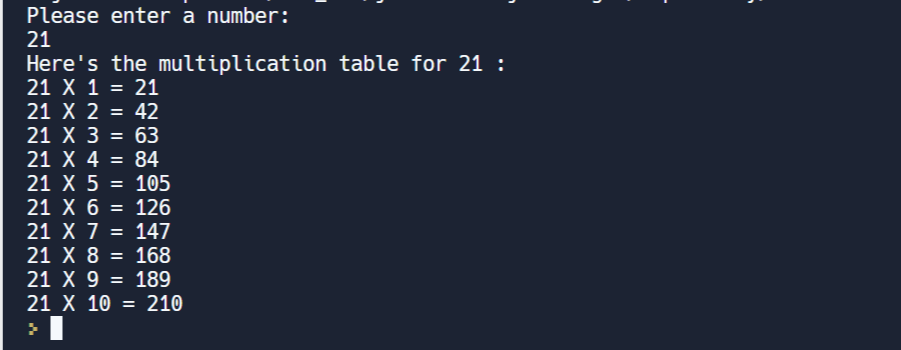 Please enter a number:
21
Here's the multiplication table for 21 :
21 X 1 = 21
21 X 2 = 42
21 X 3 = 63
21 X 4 = 84
21 X 5 = 105
21 X 6 = 126
21 X 7 = 147
21 X 8 = 168
21 X 9 = 189
21 X 10 = 210
>